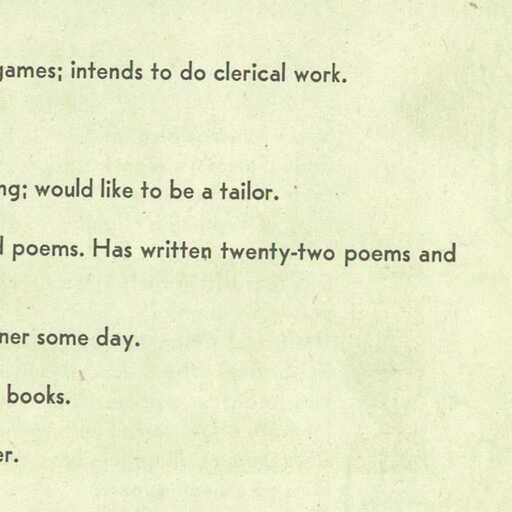 games; intends to do clerical work.
ng; would like to be a tailor.
poems. Has written twenty-two poems and
ner some day.
books.
er.